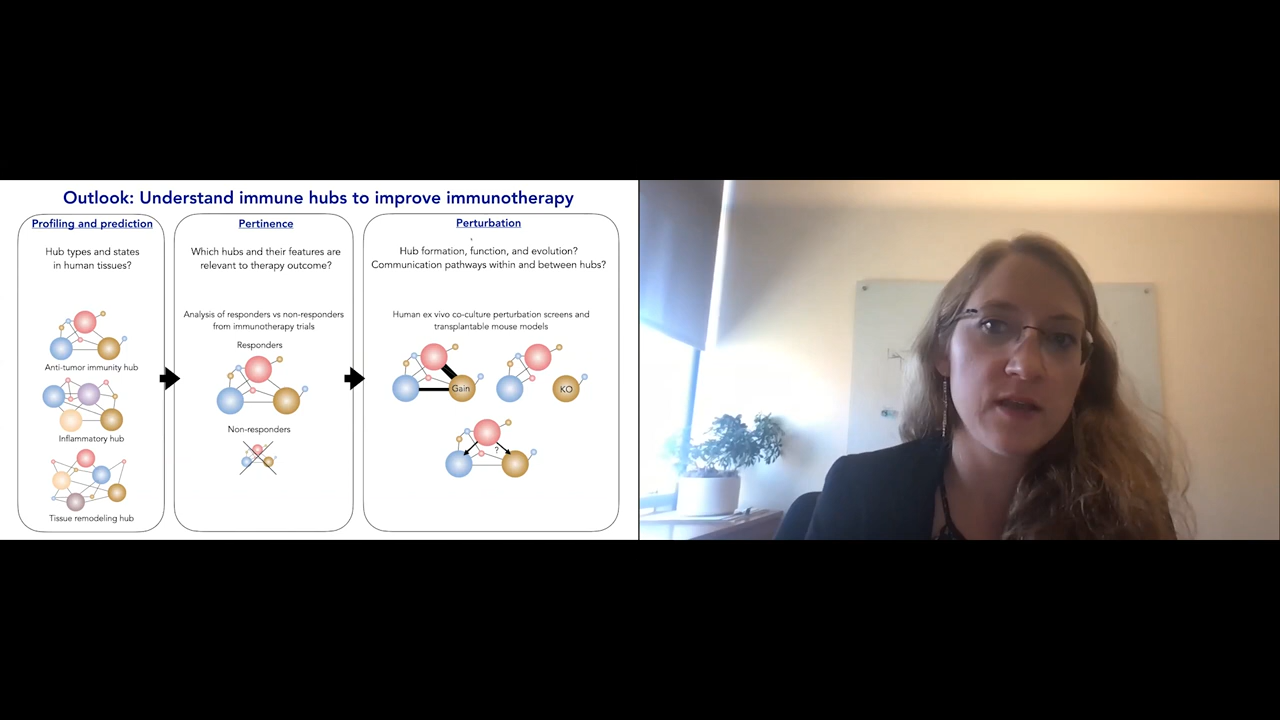 Outlook: Understand immune hubs to improve immunotherapy
Profiling and prediction
Hub types and states
in human tissues?
Anti-tumor immunity hub
Inflammatory hub
Tissue remodeling hub
Pertinence
Which hubs and their features are
relevant to therapy outcome?
Analysis of responders vs non-responders
from immunotherapy trials
Responders
Non-responders
Perturbation
Hub formation, function, and evolution?
Communication pathways within and between hubs?
Human ex vivo co-culture perturbation screens and
transplantable mouse models
Gain
KO
?